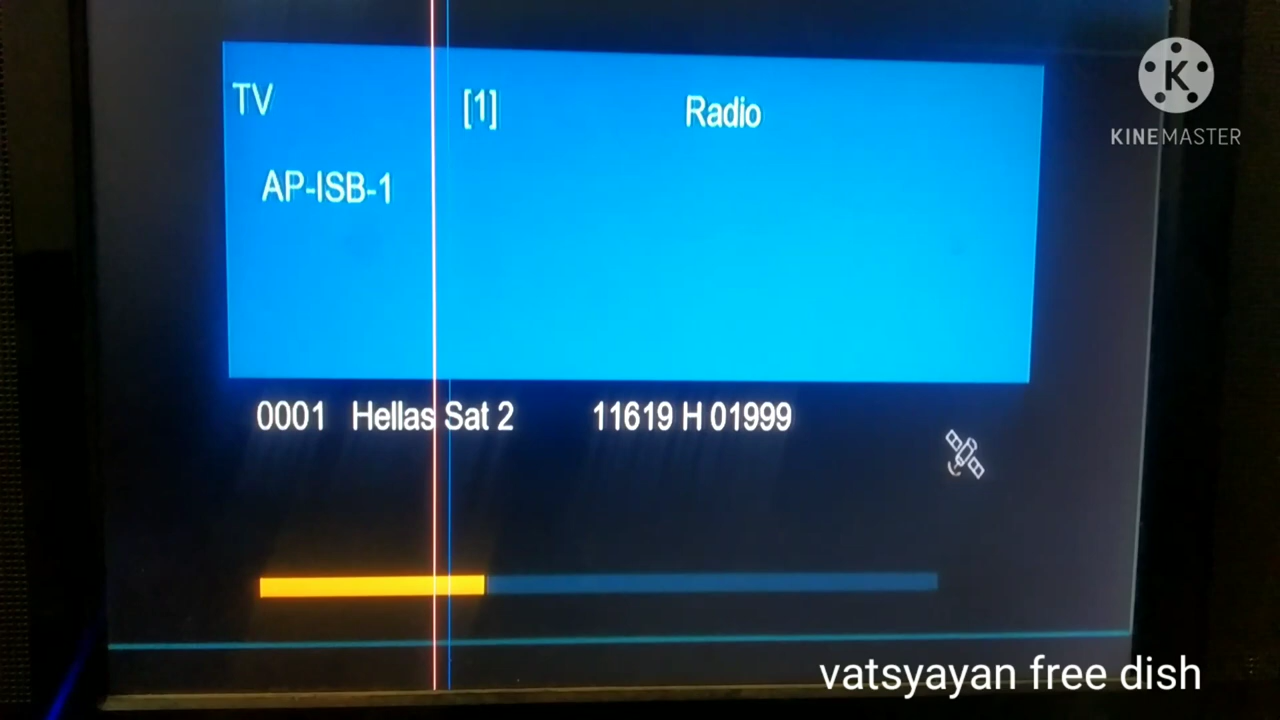 TV [1] Radio
AP-ISB-1
0001 Hellas Sat 2 11619 H 01999
K
KINEMASTER
vatsyayan free dish